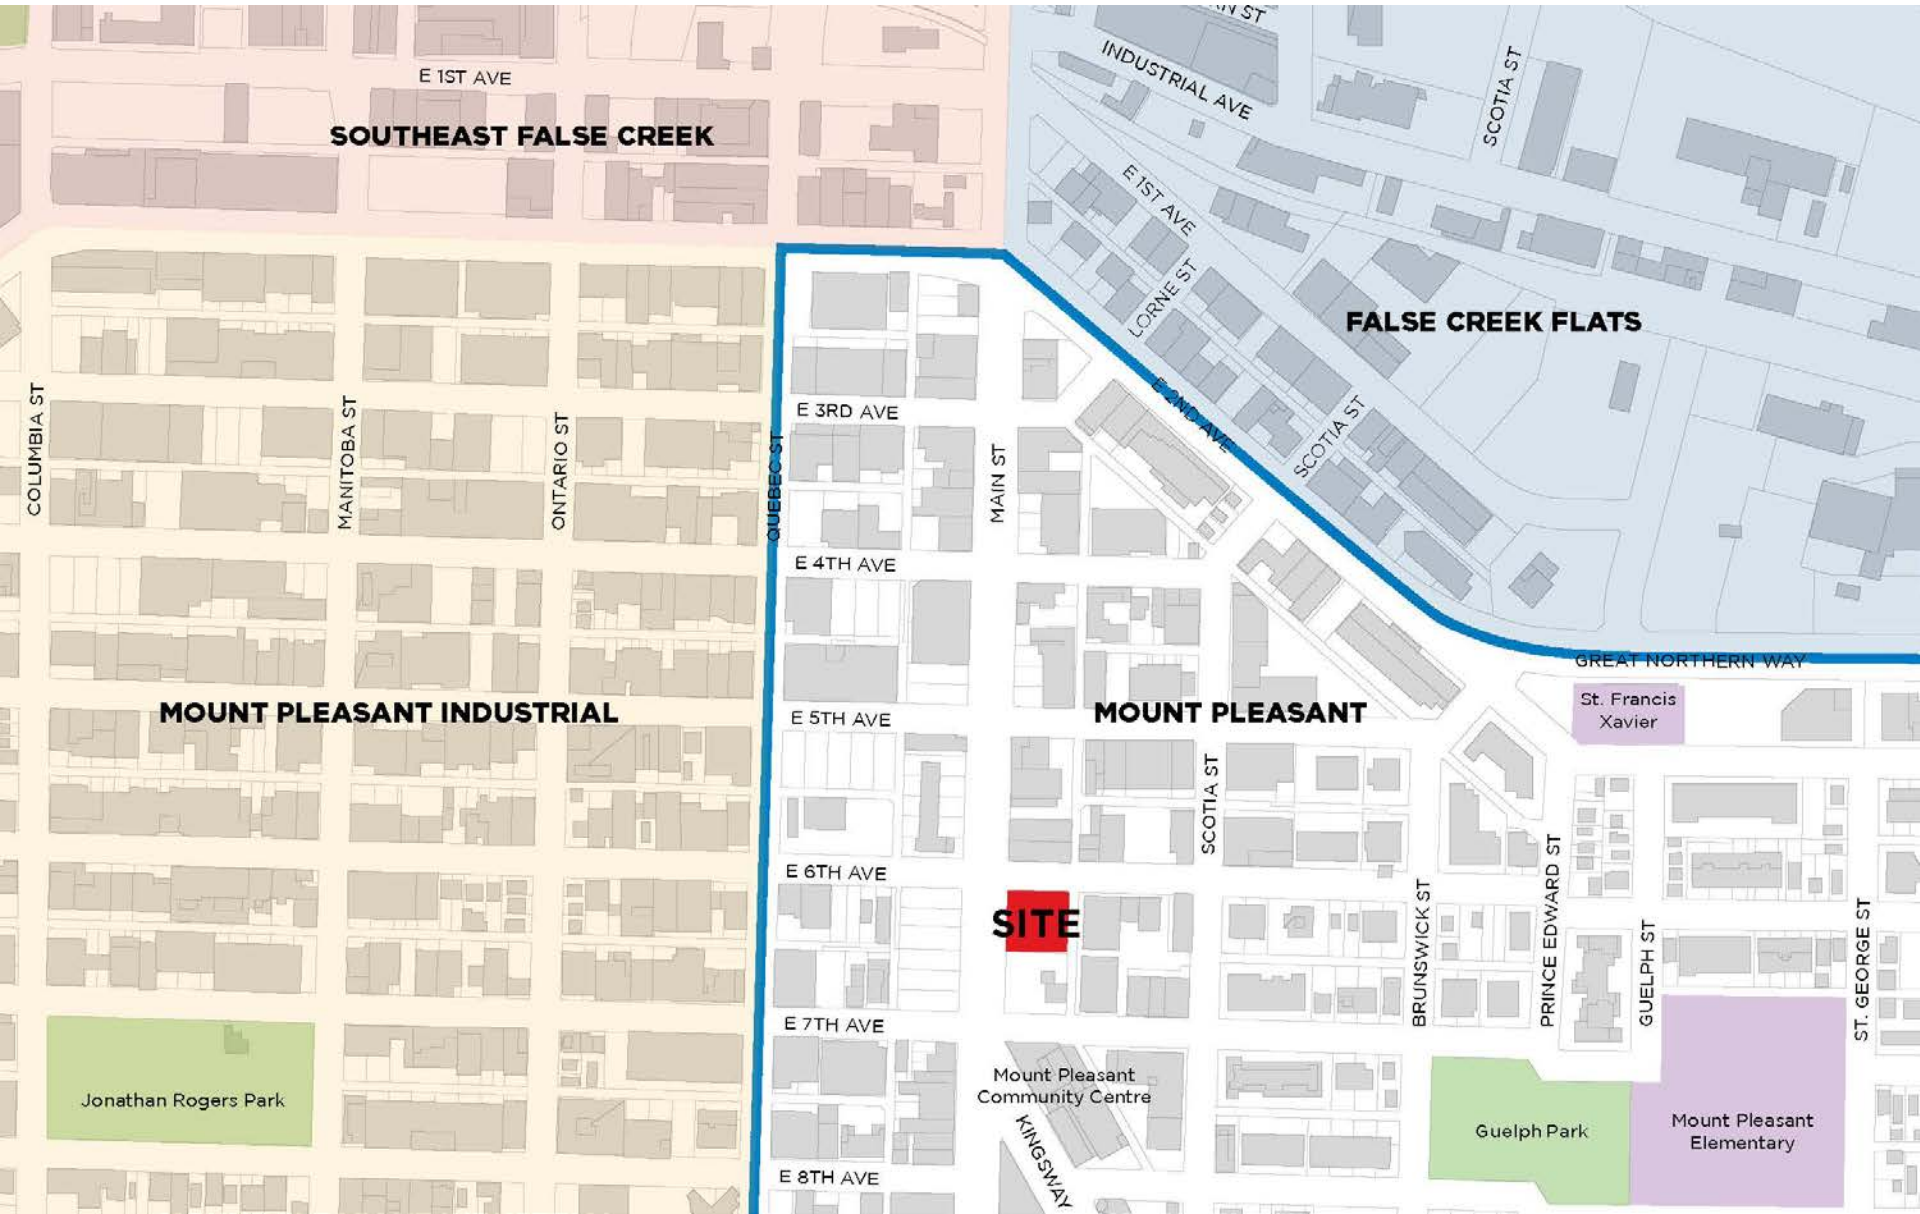 AIN ST
INDUSTRIAL AVE
SCOTIA ST
E 1ST AVE
SOUTHEAST FALSE CREEK
E 1ST AVE
LORNE ST
FALSE CREEK FLATS
E 2ND AVE
SCOTIA ST
COLUMBIA ST
MANITOBA ST
ONTARIO ST
QUEBEC ST
E 3RD AVE
MAIN ST
E 4TH AVE
GREAT NORTHERN WAY
St. Francis
Xavier
MOUNT PLEASANT INDUSTRIAL
E 5TH AVE
MOUNT PLEASANT
SCOTIA ST
E 6TH AVE
SITE
BRUNSWICK ST
PRINCE EDWARD ST
GUELPH ST
ST. GEORGE ST
E 7TH AVE
Jonathan Rogers Park
Mount Pleasant
Community Centre
KINGSWAY
Guelph Park
Mount Pleasant
Elementary
E 8TH AVE